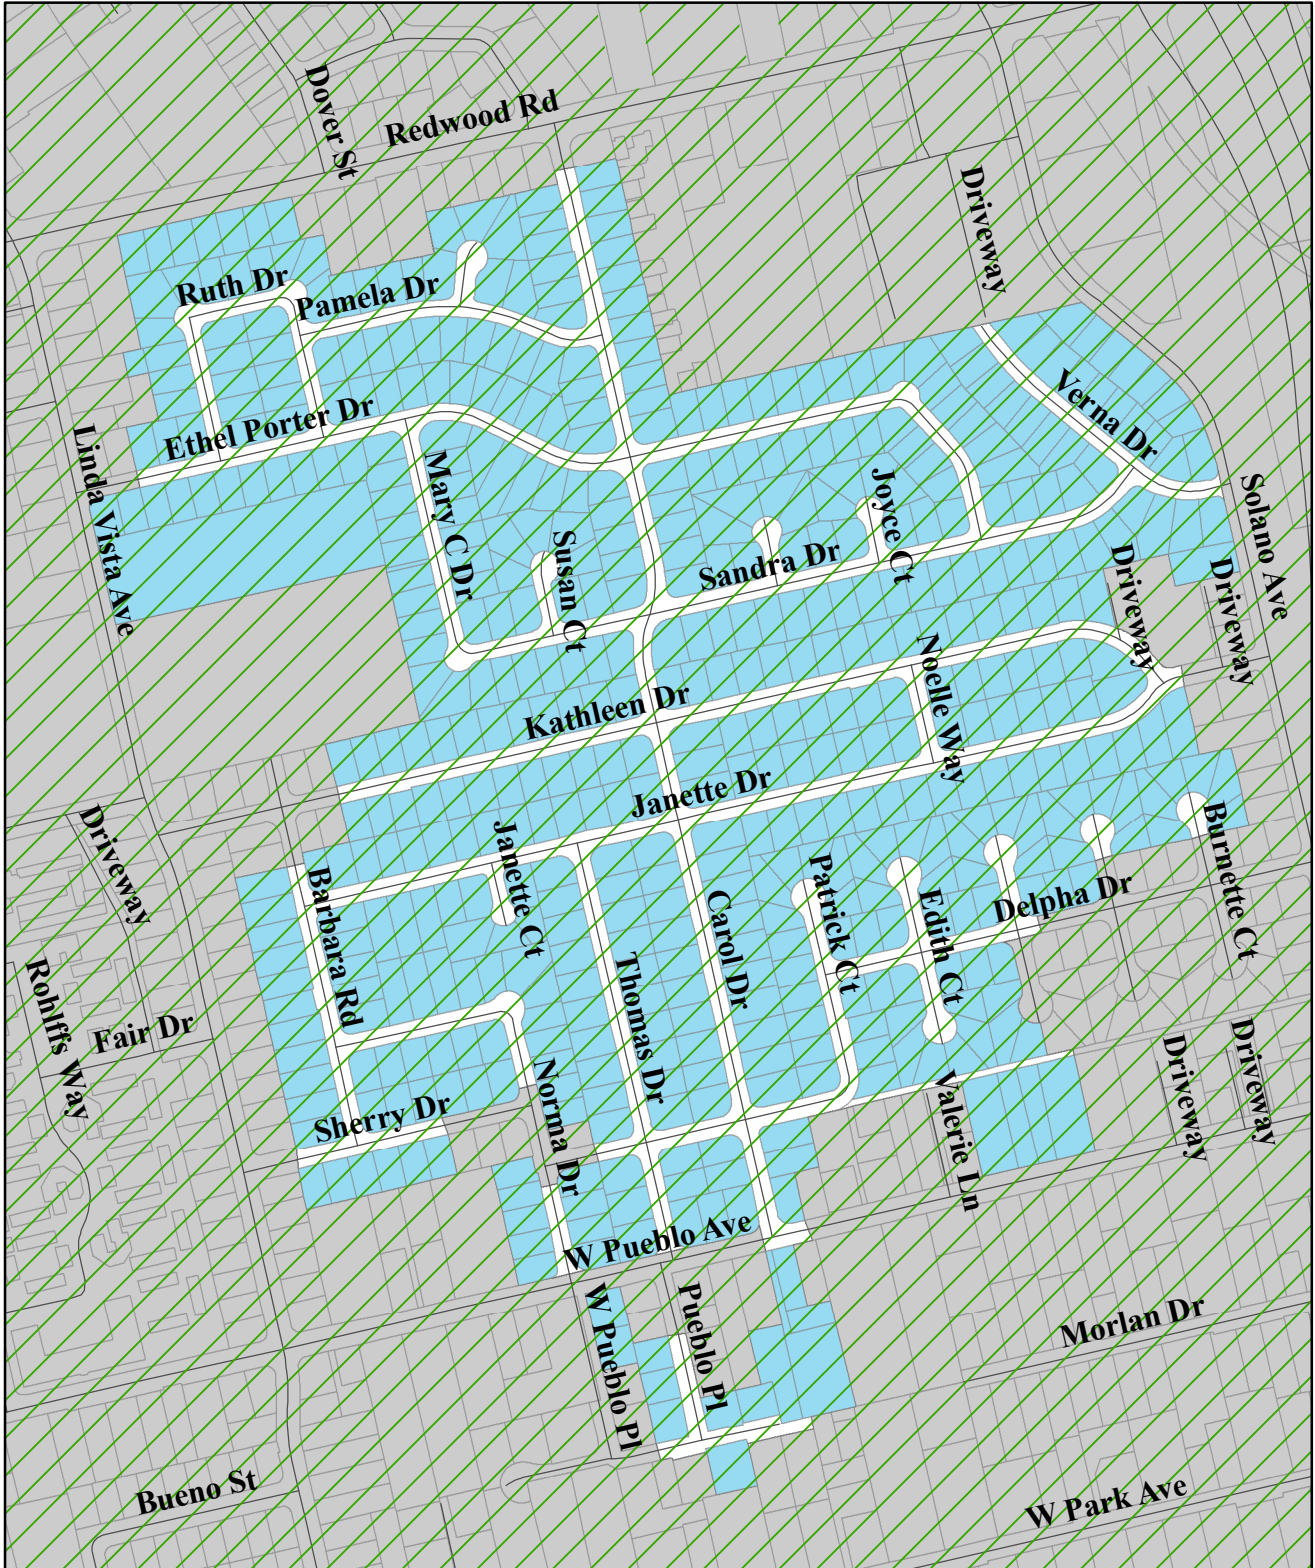 Dover St
Redwood Rd
Driveway
Ruth Dr
Pamela Dr
Verna Dr
Ethel Porter Dr
Linda Vista Ave
Mary C Dr
Joyce Ct
Solano Ave
Susan Ct
Sandra Dr
Driveway
Driveway
Noelle Way
Kathleen Dr
Janette Dr
Driveway
Janette Ct
Burnette Ct
Barbara Rd
Patrick Ct
Edith Ct
Delpha Dr
Carol Dr
Thomas Dr
Rohlffs Way
Fair Dr
Driveway
Driveway
Norma Dr
Valerie Ln
Sherry Dr
W Pueblo Ave
W Pueblo Pl
Pueblo Pl
Morlan Dr
Bueno St
W Park Ave